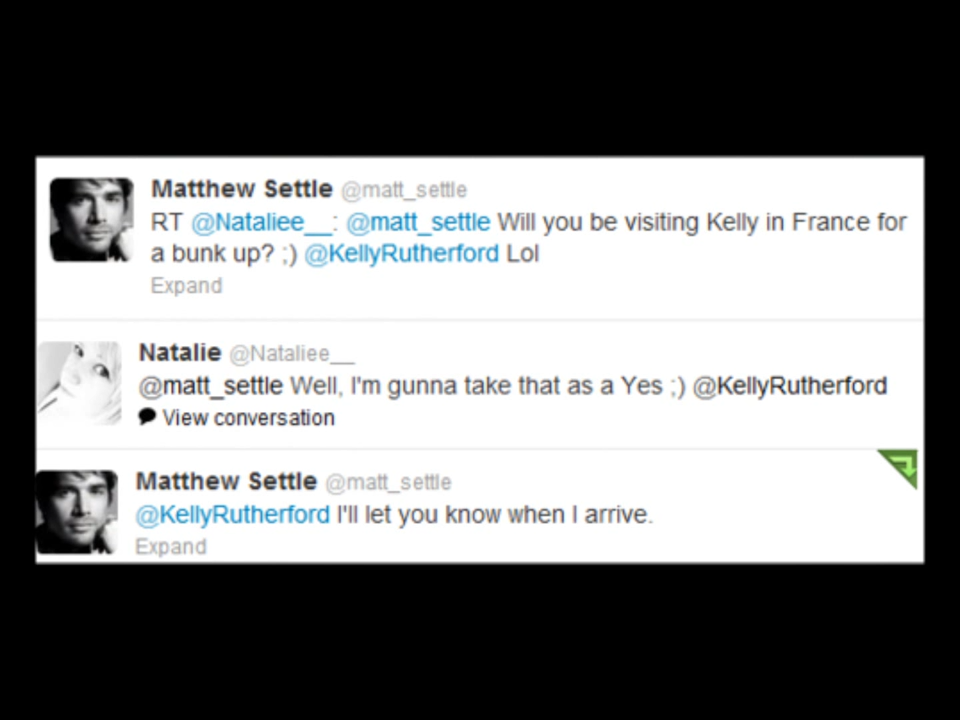 Matthew Settle @matt_settle
RT @Nataliee__: @matt_settle Will you be visiting Kelly in France for
a bunk up? ;) @KellyRutherford Lol
Expand
Natalie @Nataliee__
@matt_settle Well, I'm gunna take that as a Yes ;) @KellyRutherford
View conversation
Matthew Settle @matt_settle
@KellyRutherford I'll let you know when I arrive.
Expand